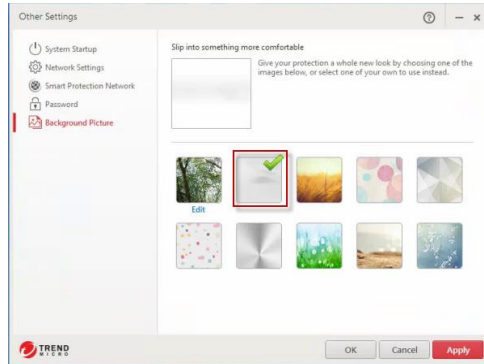 Other Settings
System Startup
Network Settings
Smart Protection Network
Password
Background Picture
Slip into something more comfortable
Give your protection a whole new look by choosing one of the
images below, or select one of your own to use instead.
Edit
TREND
MICRO
OK
Cancel
Apply